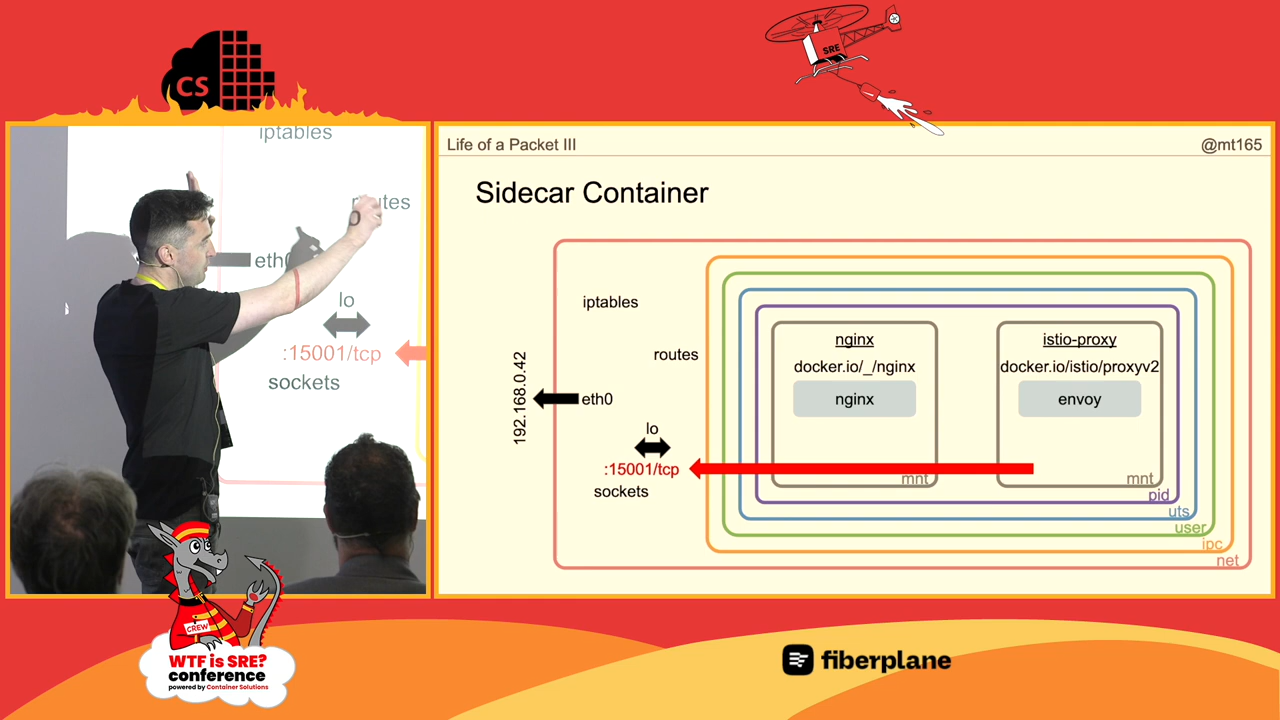 CS
SRE
iptables
routes
eth0
lo
:15001/tcp
sockets
Life of a Packet III
@mt165
Sidecar Container
iptables
routes
192.168.0.42
eth0
lo
:15001/tcp
sockets
nginx
docker.io/_/nginx
nginx
mnt
istio-proxy
docker.io/istio/proxyv2
envoy
mnt
pid
uts
user
ipc
net
CREW
WTF is SRE?
conference
powered by Container Solutions
fiberplane